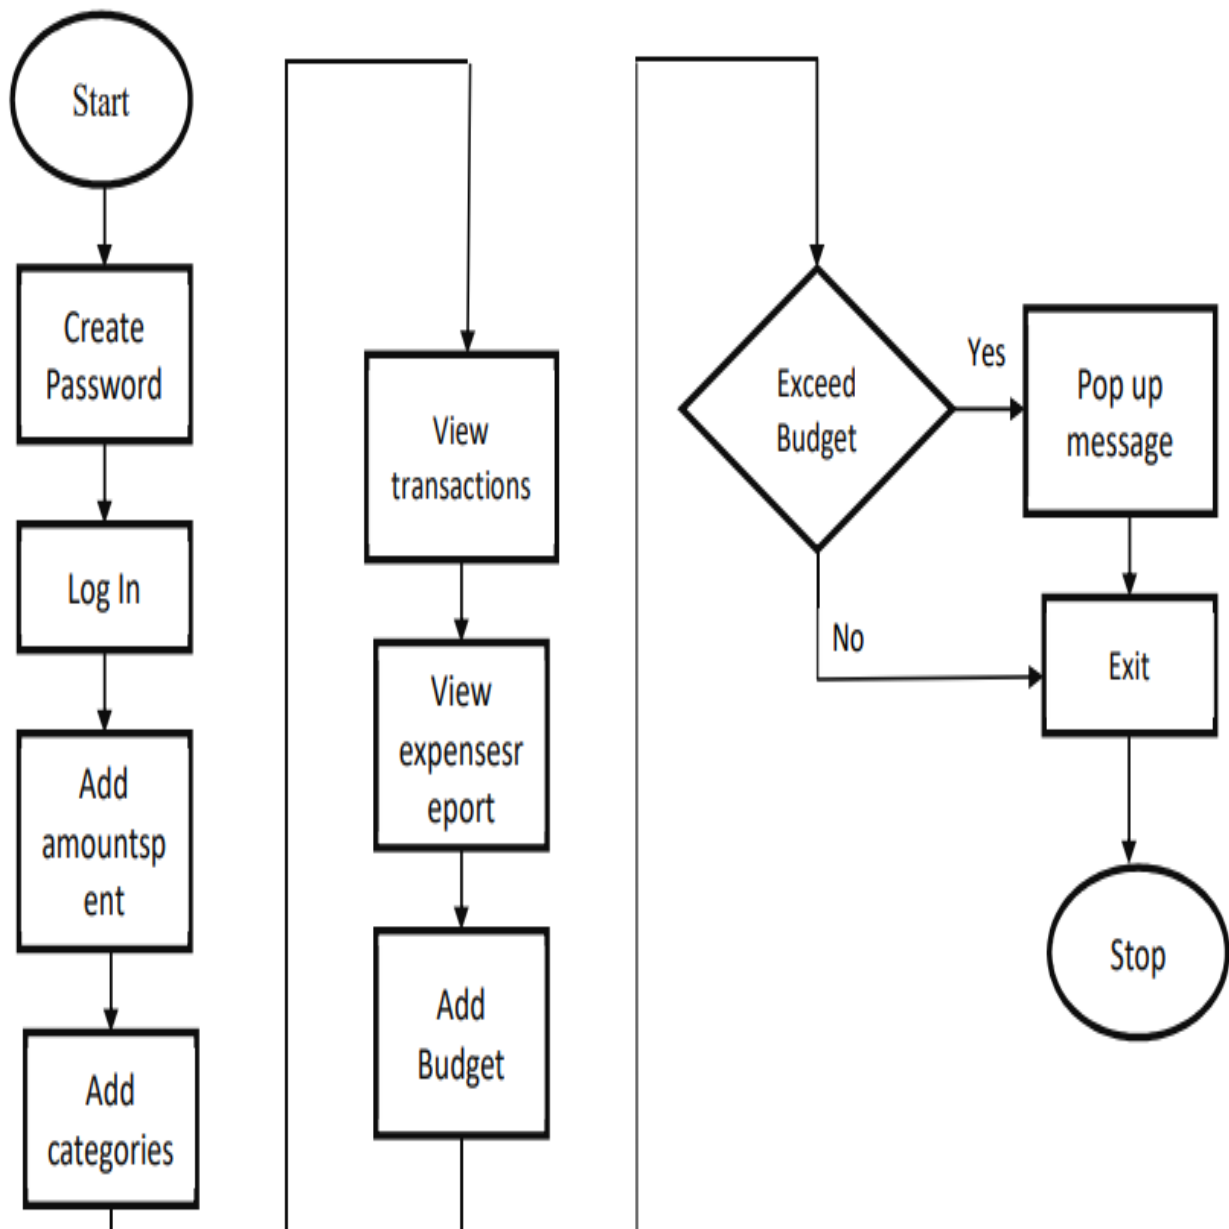 Start
Create
Password
Log In
Add
amountsp
ent
Add
categories
View
transactions
View
expensesr
eport
Add
Budget
Exceed
Budget
Yes
No
Pop up
message
Exit
Stop